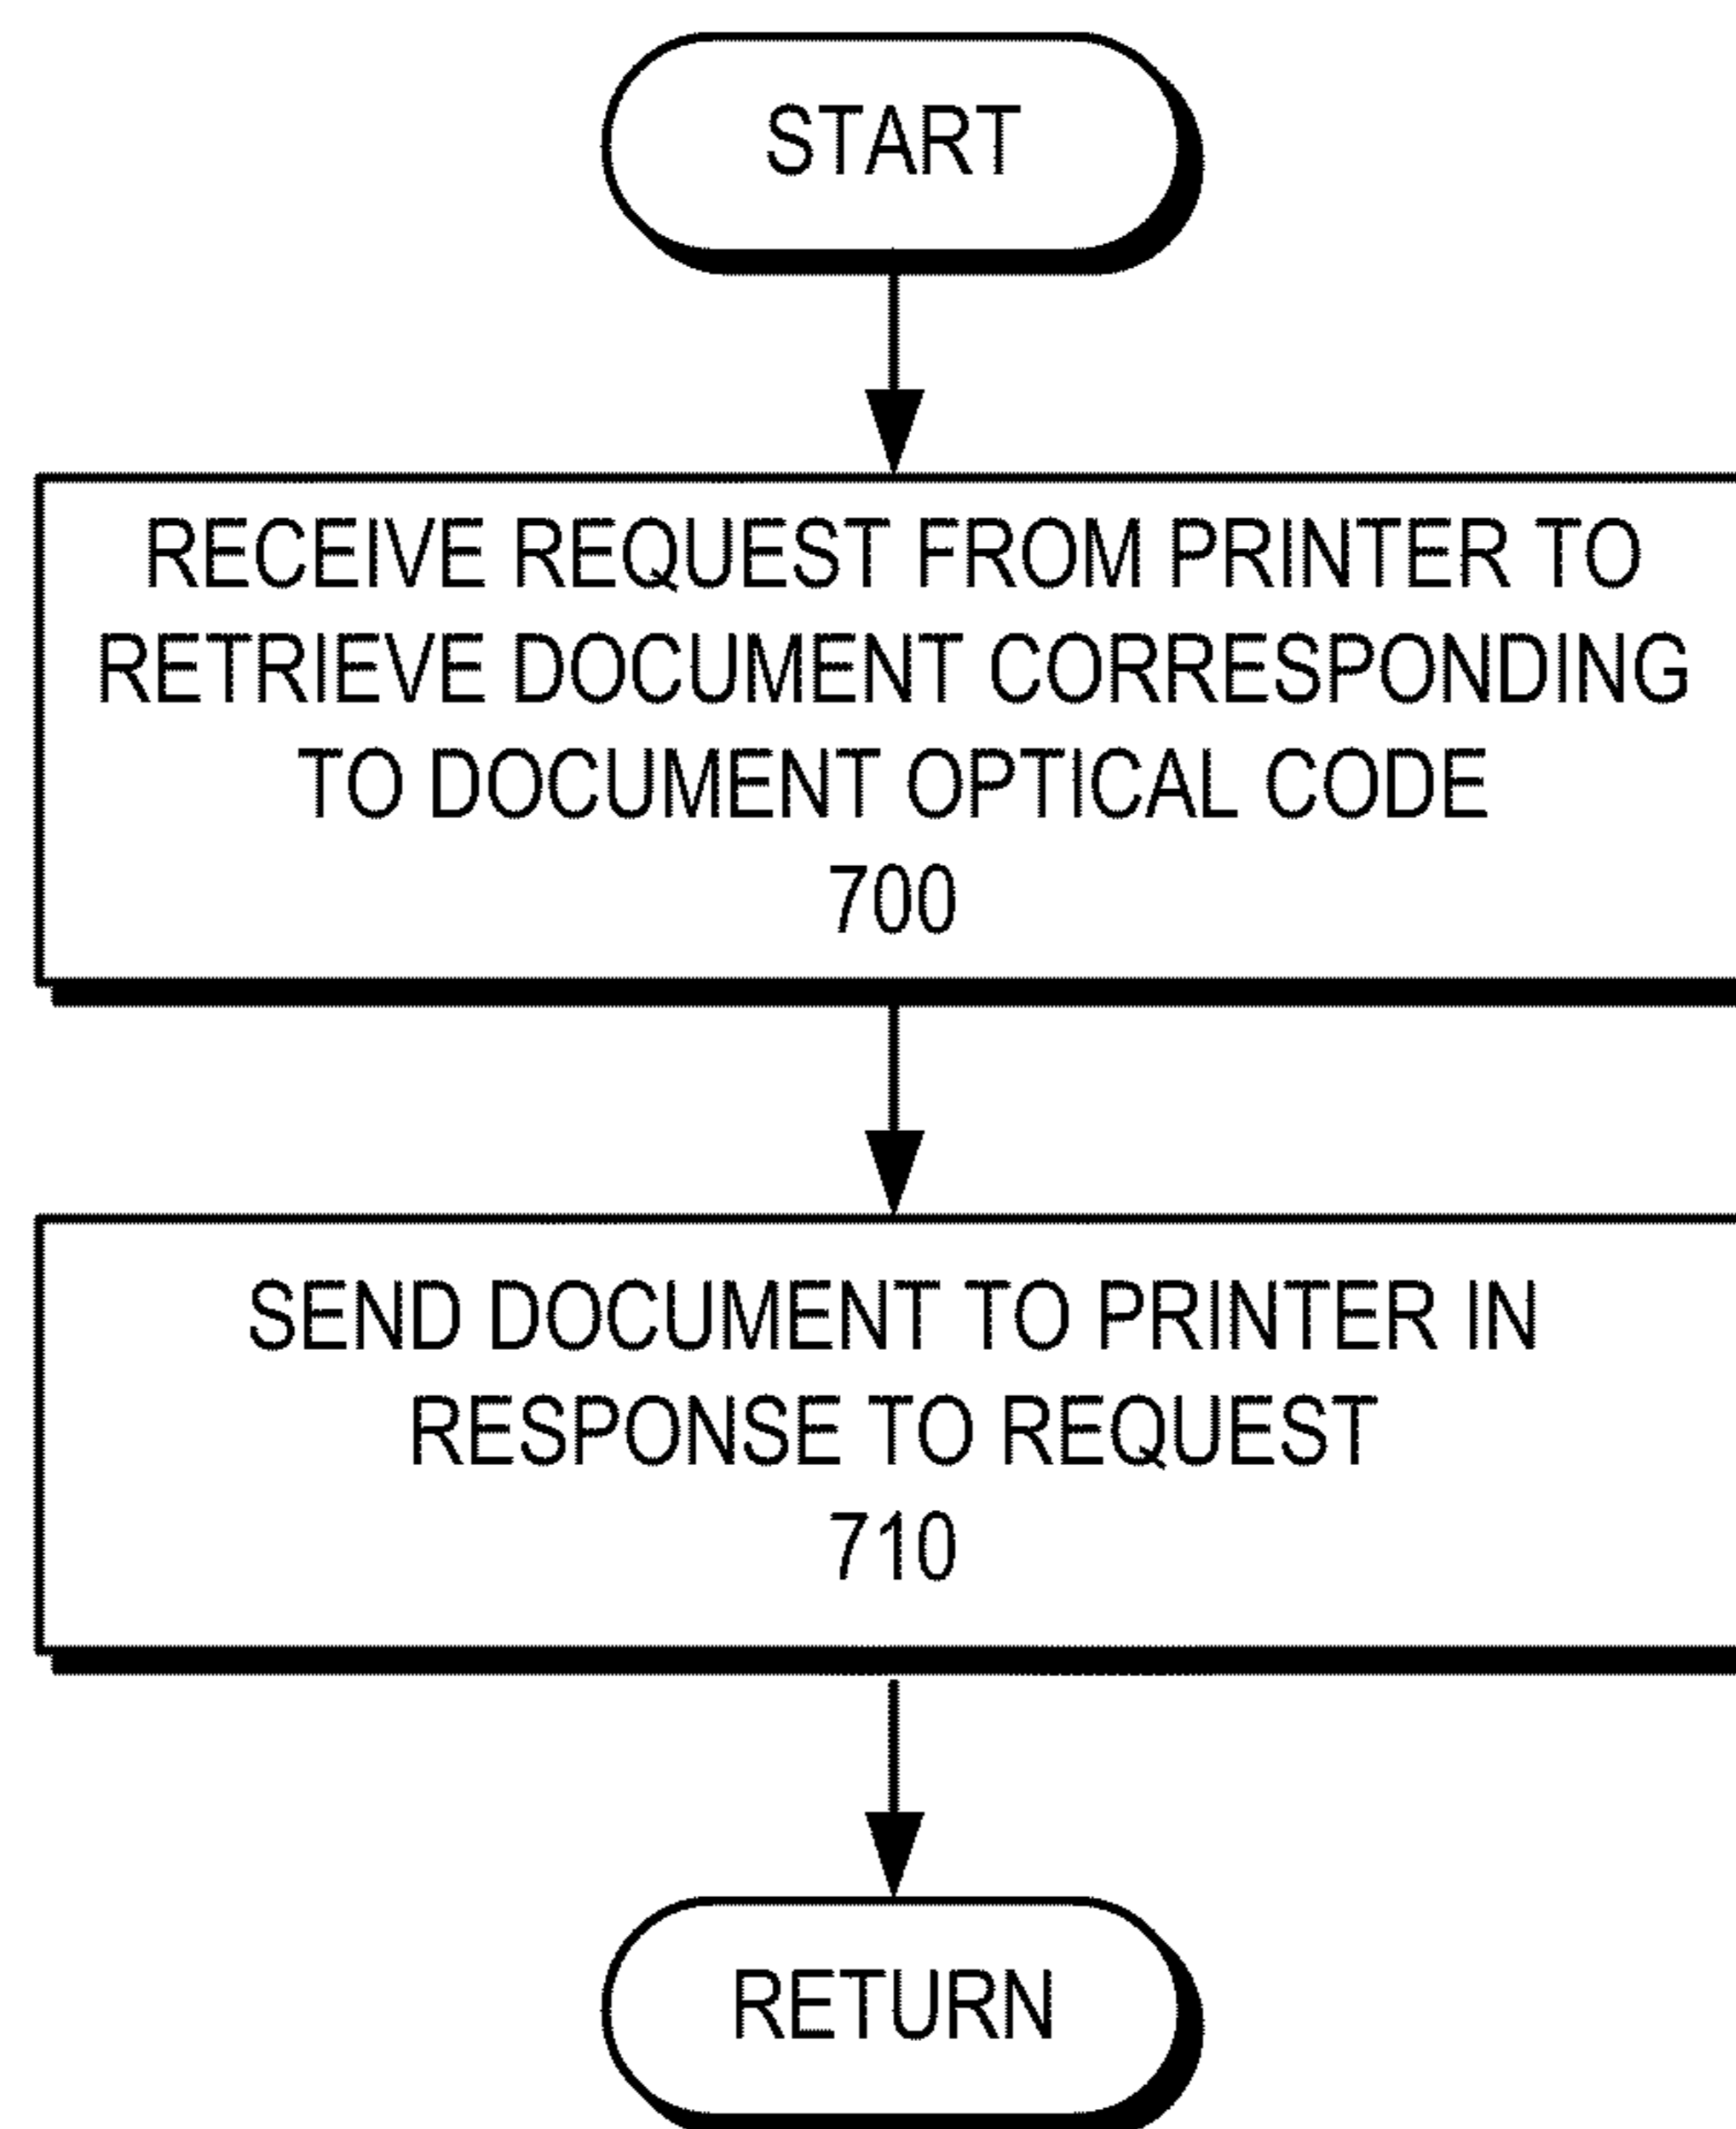 START
RECEIVE REQUEST FROM PRINTER TO
RETRIEVE DOCUMENT CORRESPONDING
TO DOCUMENT OPTICAL CODE
700
SEND DOCUMENT TO PRINTER IN
RESPONSE TO REQUEST
710
RETURN